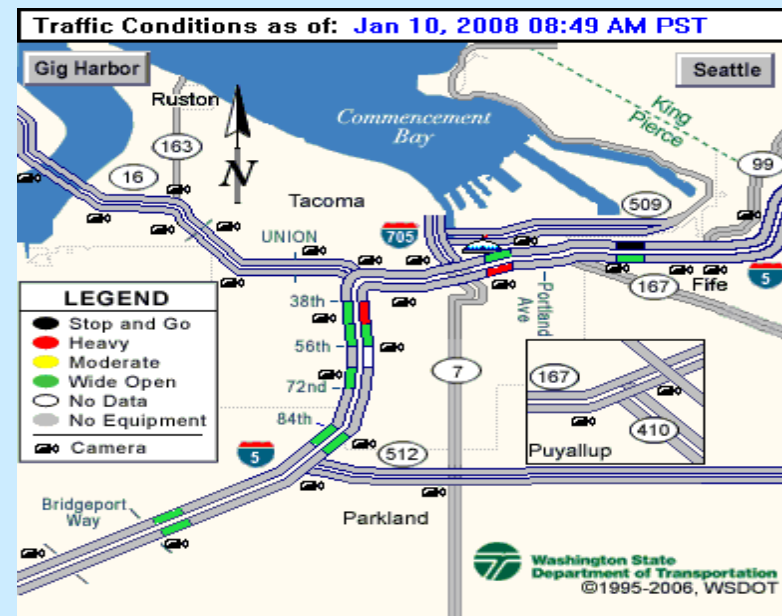 Traffic Conditions as of: Jan 10, 2008 08:49 AM PST
Gig Harbor
Seattle
Ruston
Commencement
Bay
King
Pierce
163
N
16
99
Tacoma
509
UNION
705
LEGEND
Stop and Go
Heavy
Moderate
Wide Open
No Data
No Equipment
Camera
38th
56th
72nd
84th
Portland
Ave
167
Fife
5
7
167
410
Puyallup
5
512
Bridgeport
Way
Parkland
Washington State
Department of Transportation
©1995-2006, WSDOT